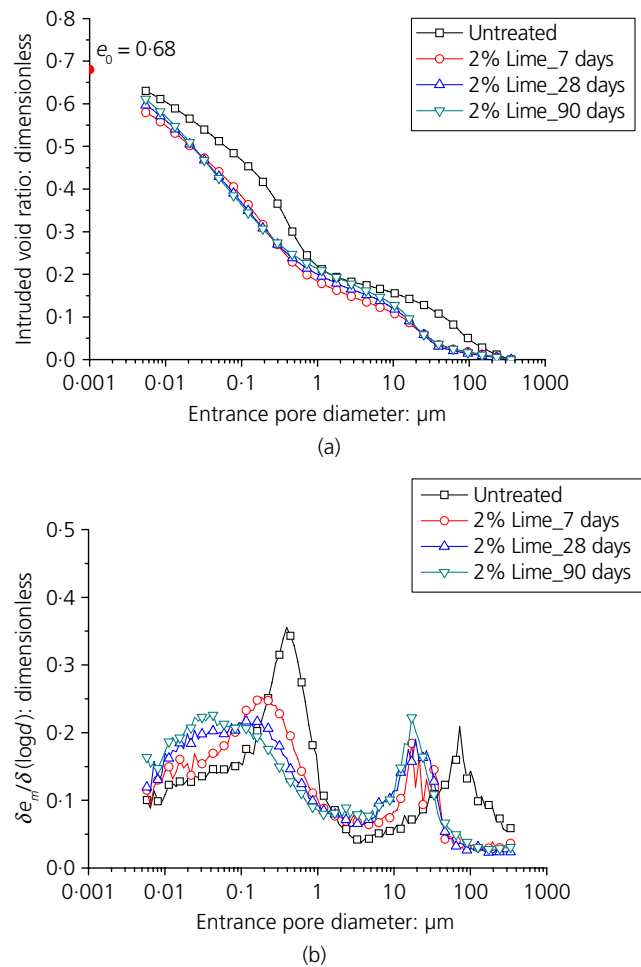 (a)
0·8
0·7
0·6
0·5
0·4
0·3
0·2
0·1
0·0
Intruded void ratio: dimensionless
e₀ = 0·68
Untreated
2% Lime_7 days
2% Lime_28 days
2% Lime_90 days
0·001 0·01 0·1 1 10 100 1000
Entrance pore diameter: μm
(a)
Untreated
2% Lime_7 days
2% Lime_28 days
2% Lime_90 days
0·5
0·4
0·3
0·2
0·1
0·0
δeₘ/δ(logd): dimensionless
0·001 0·01 0·1 1 10 100 1000
Entrance pore diameter: μm
(b)